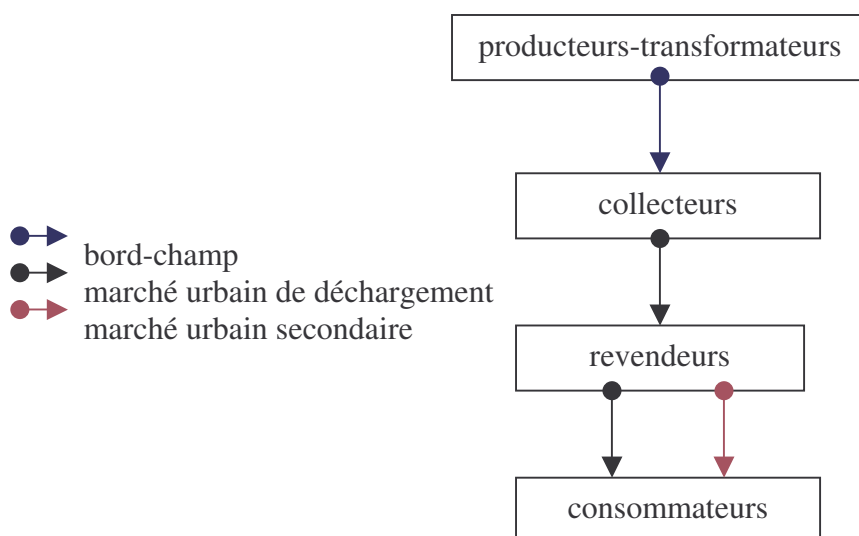 producteurs-transformateurs
collecteurs
bord-champ
marché urbain de déchargement
marché urbain secondaire
revendeurs
consommateurs